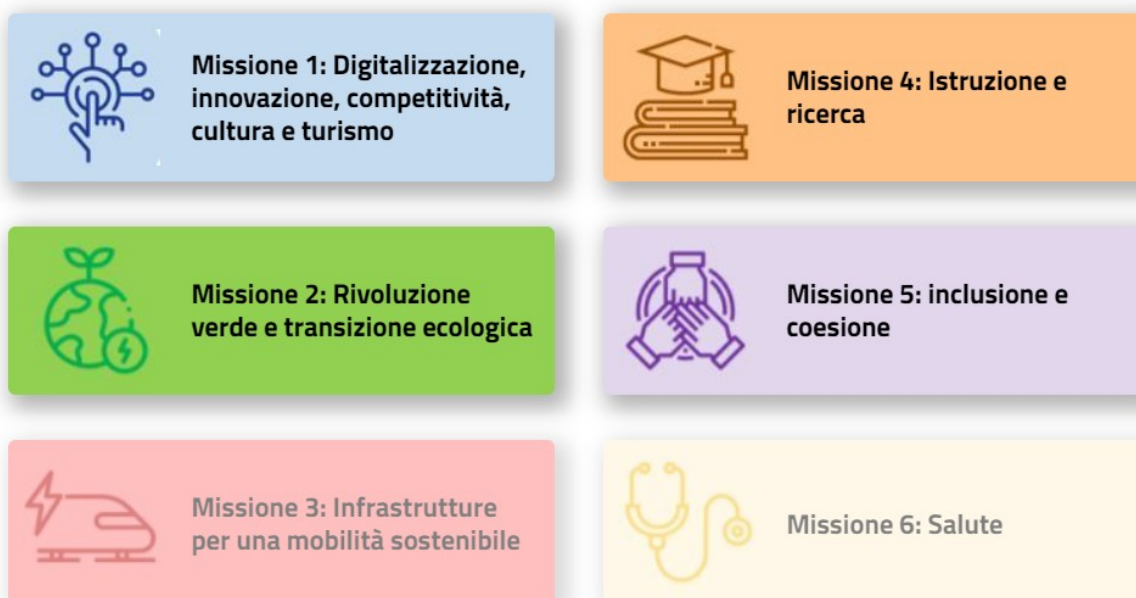 Missione 1: Digitalizzazione,
innovazione, competitività,
cultura e turismo
Missione 4: Istruzione e
ricerca
Missione 2: Rivoluzione
verde e transizione ecologica
Missione 5: inclusione e
coesione
Missione 3: Infrastrutture
per una mobilità sostenibile
Missione 6: Salute